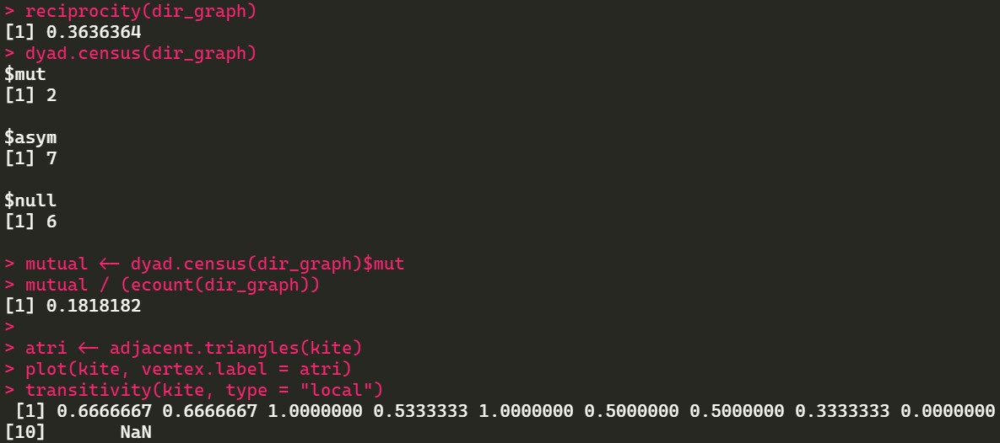 > reciprocity(dir_graph)
[1] 0.3636364
> dyad.census(dir_graph)
$mut
[1] 2
$asym
[1] 7
$null
[1] 6
> mutual <- dyad.census(dir_graph)$mut
> mutual / (ecount(dir_graph))
[1] 0.1818182
>
> atri <- adjacent.triangles(kite)
> plot(kite, vertex.label = atri)
> transitivity(kite, type = "local")
[1] 0.6666667 0.6666667 1.0000000 0.5333333 1.0000000 0.5000000 0.5000000 0.3333333 0.0000000
[10] NaN